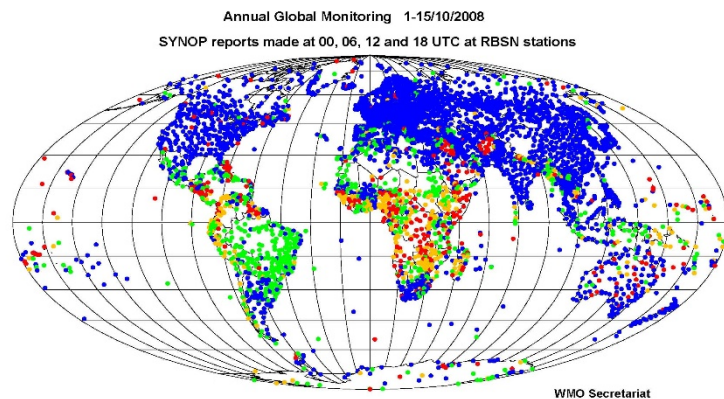 Annual Global Monitoring 1-15/10/2008
SYNOP reports made at 00, 06, 12 and 18 UTC at RBSN stations
WMO Secretariat